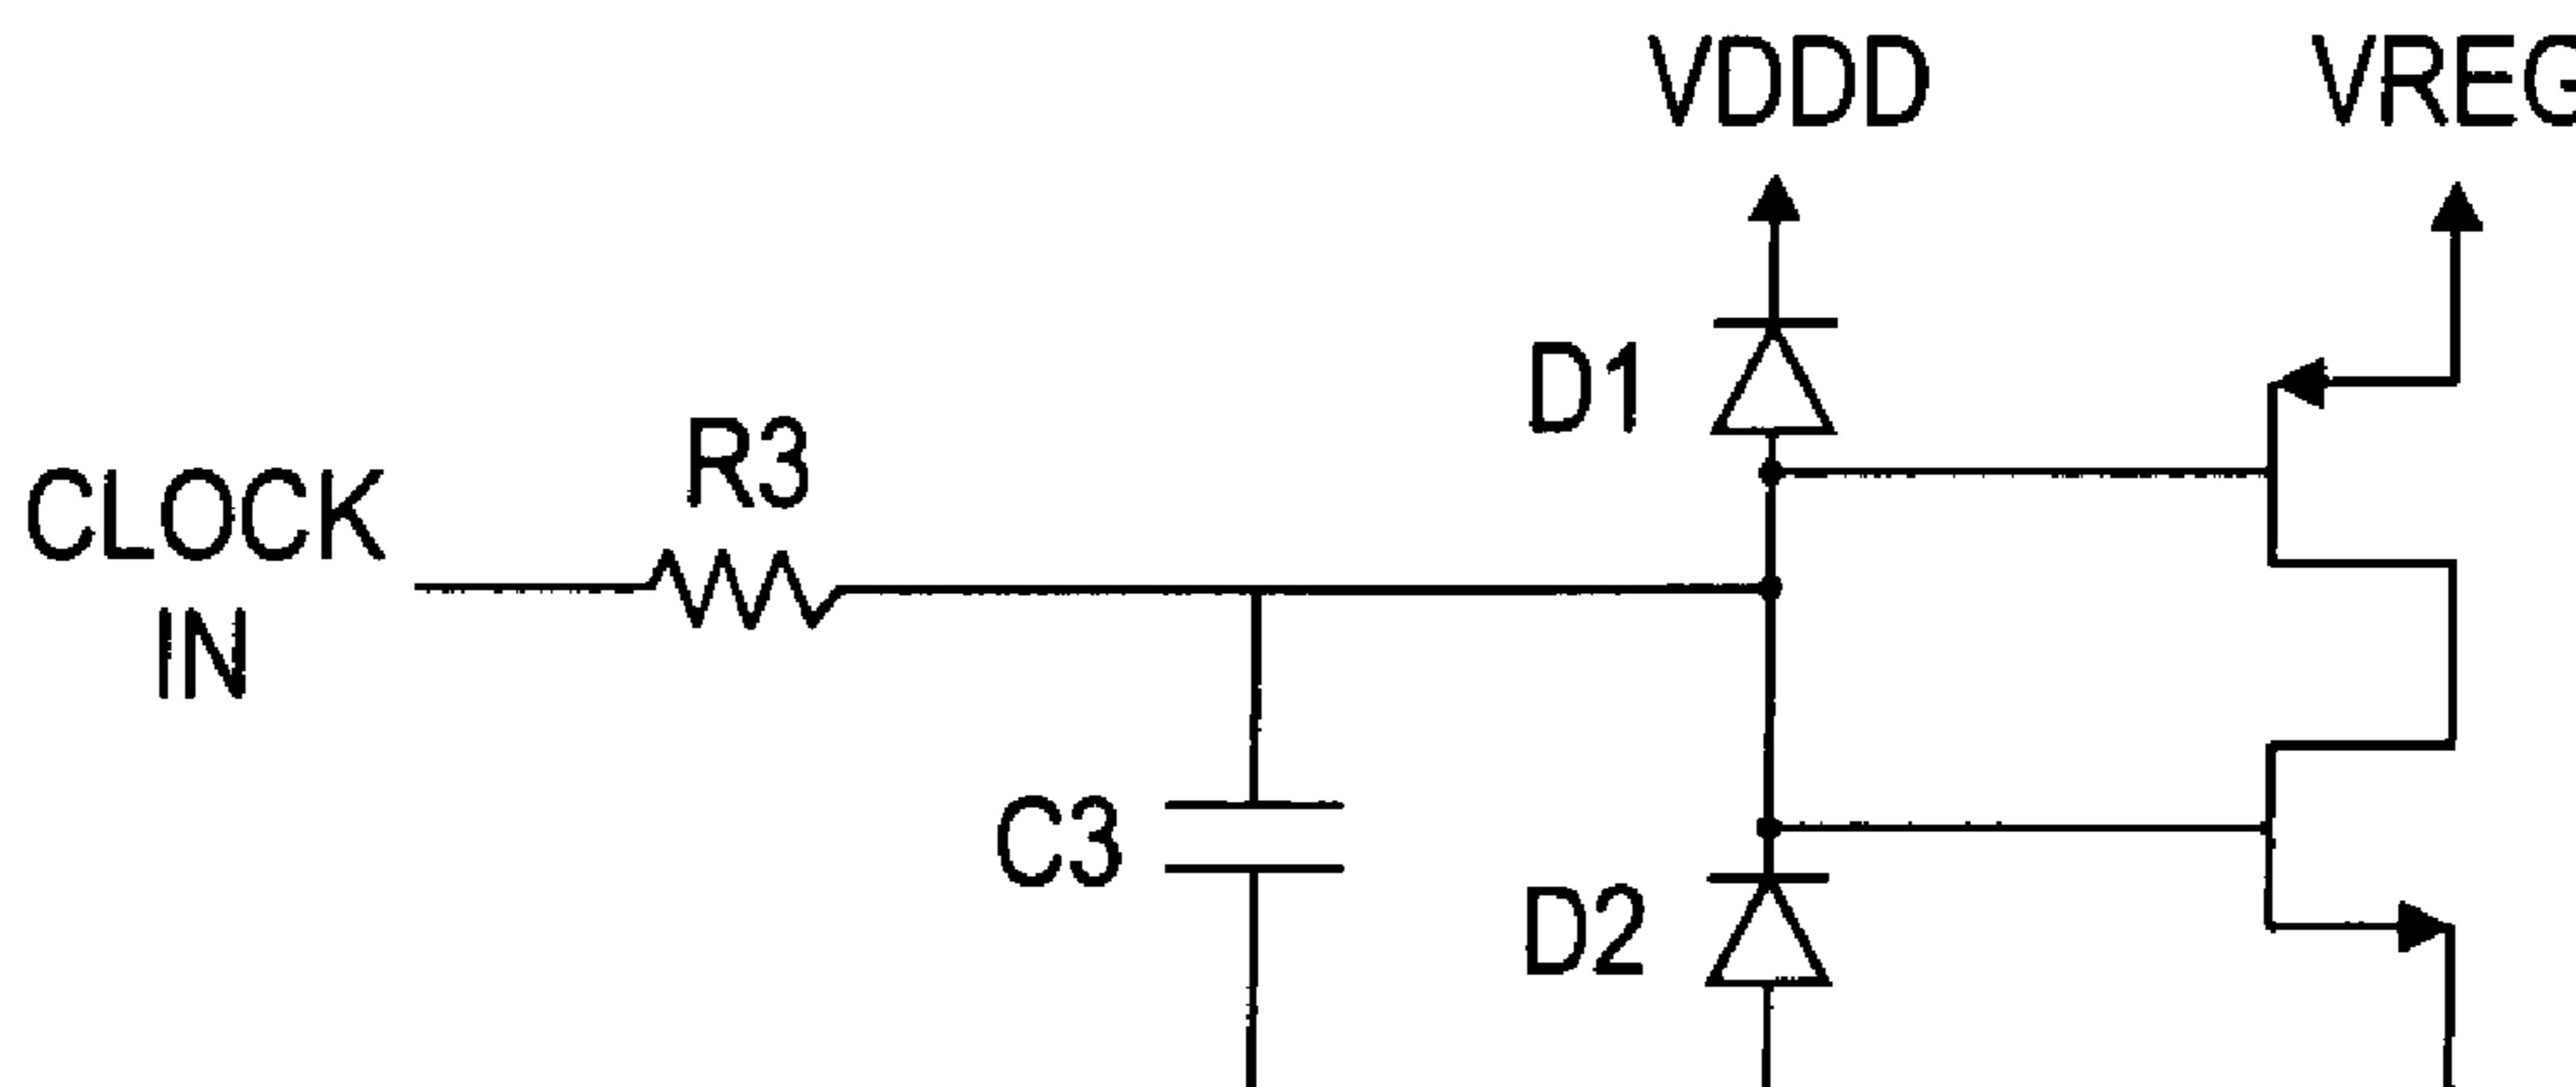 VDDD
VREG
D1
R3
CLOCK
IN
C3
D2